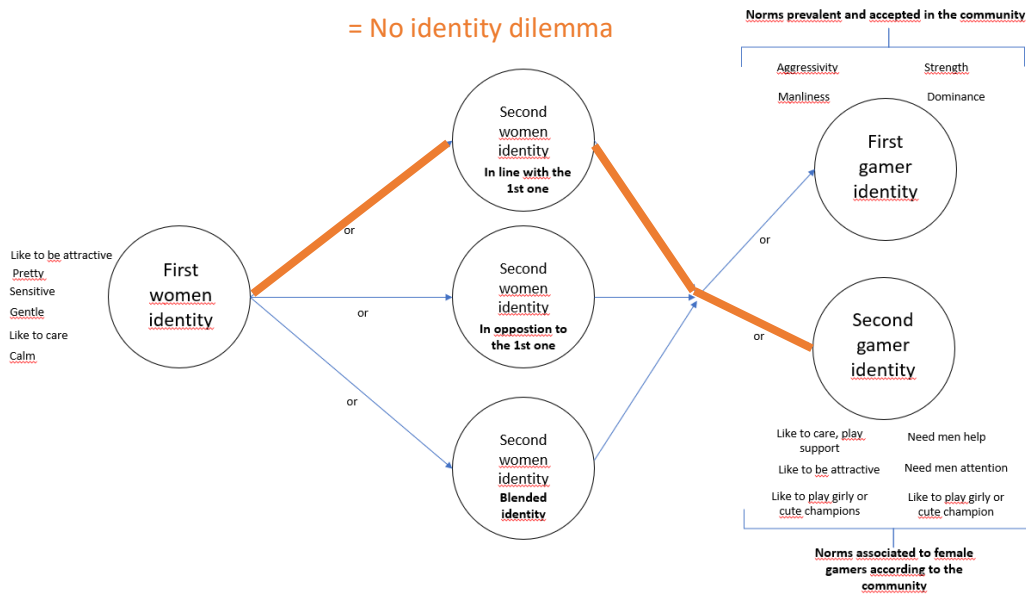 = No identity dilemma
Norms prevalent and accepted in the community
Aggressivity
Strength
Manliness
Dominance
Second
women
identity
In line with the
1st one
First
gamer
identity
or
or
Like to be attractive
Pretty
Sensitive
Gentle
Like to care
Calm
First
women
identity
Second
women
identity
In oppostion to
the 1st one
or
Second
gamer
identity
or
or
Second
women
identity
Blended
identity
Like to care, play
support
Need men help
Like to be attractive
Need men attention
Like to play girly or
cute champions
Like to play girly or
cute champion
Norms associated to female
gamers according to the
community